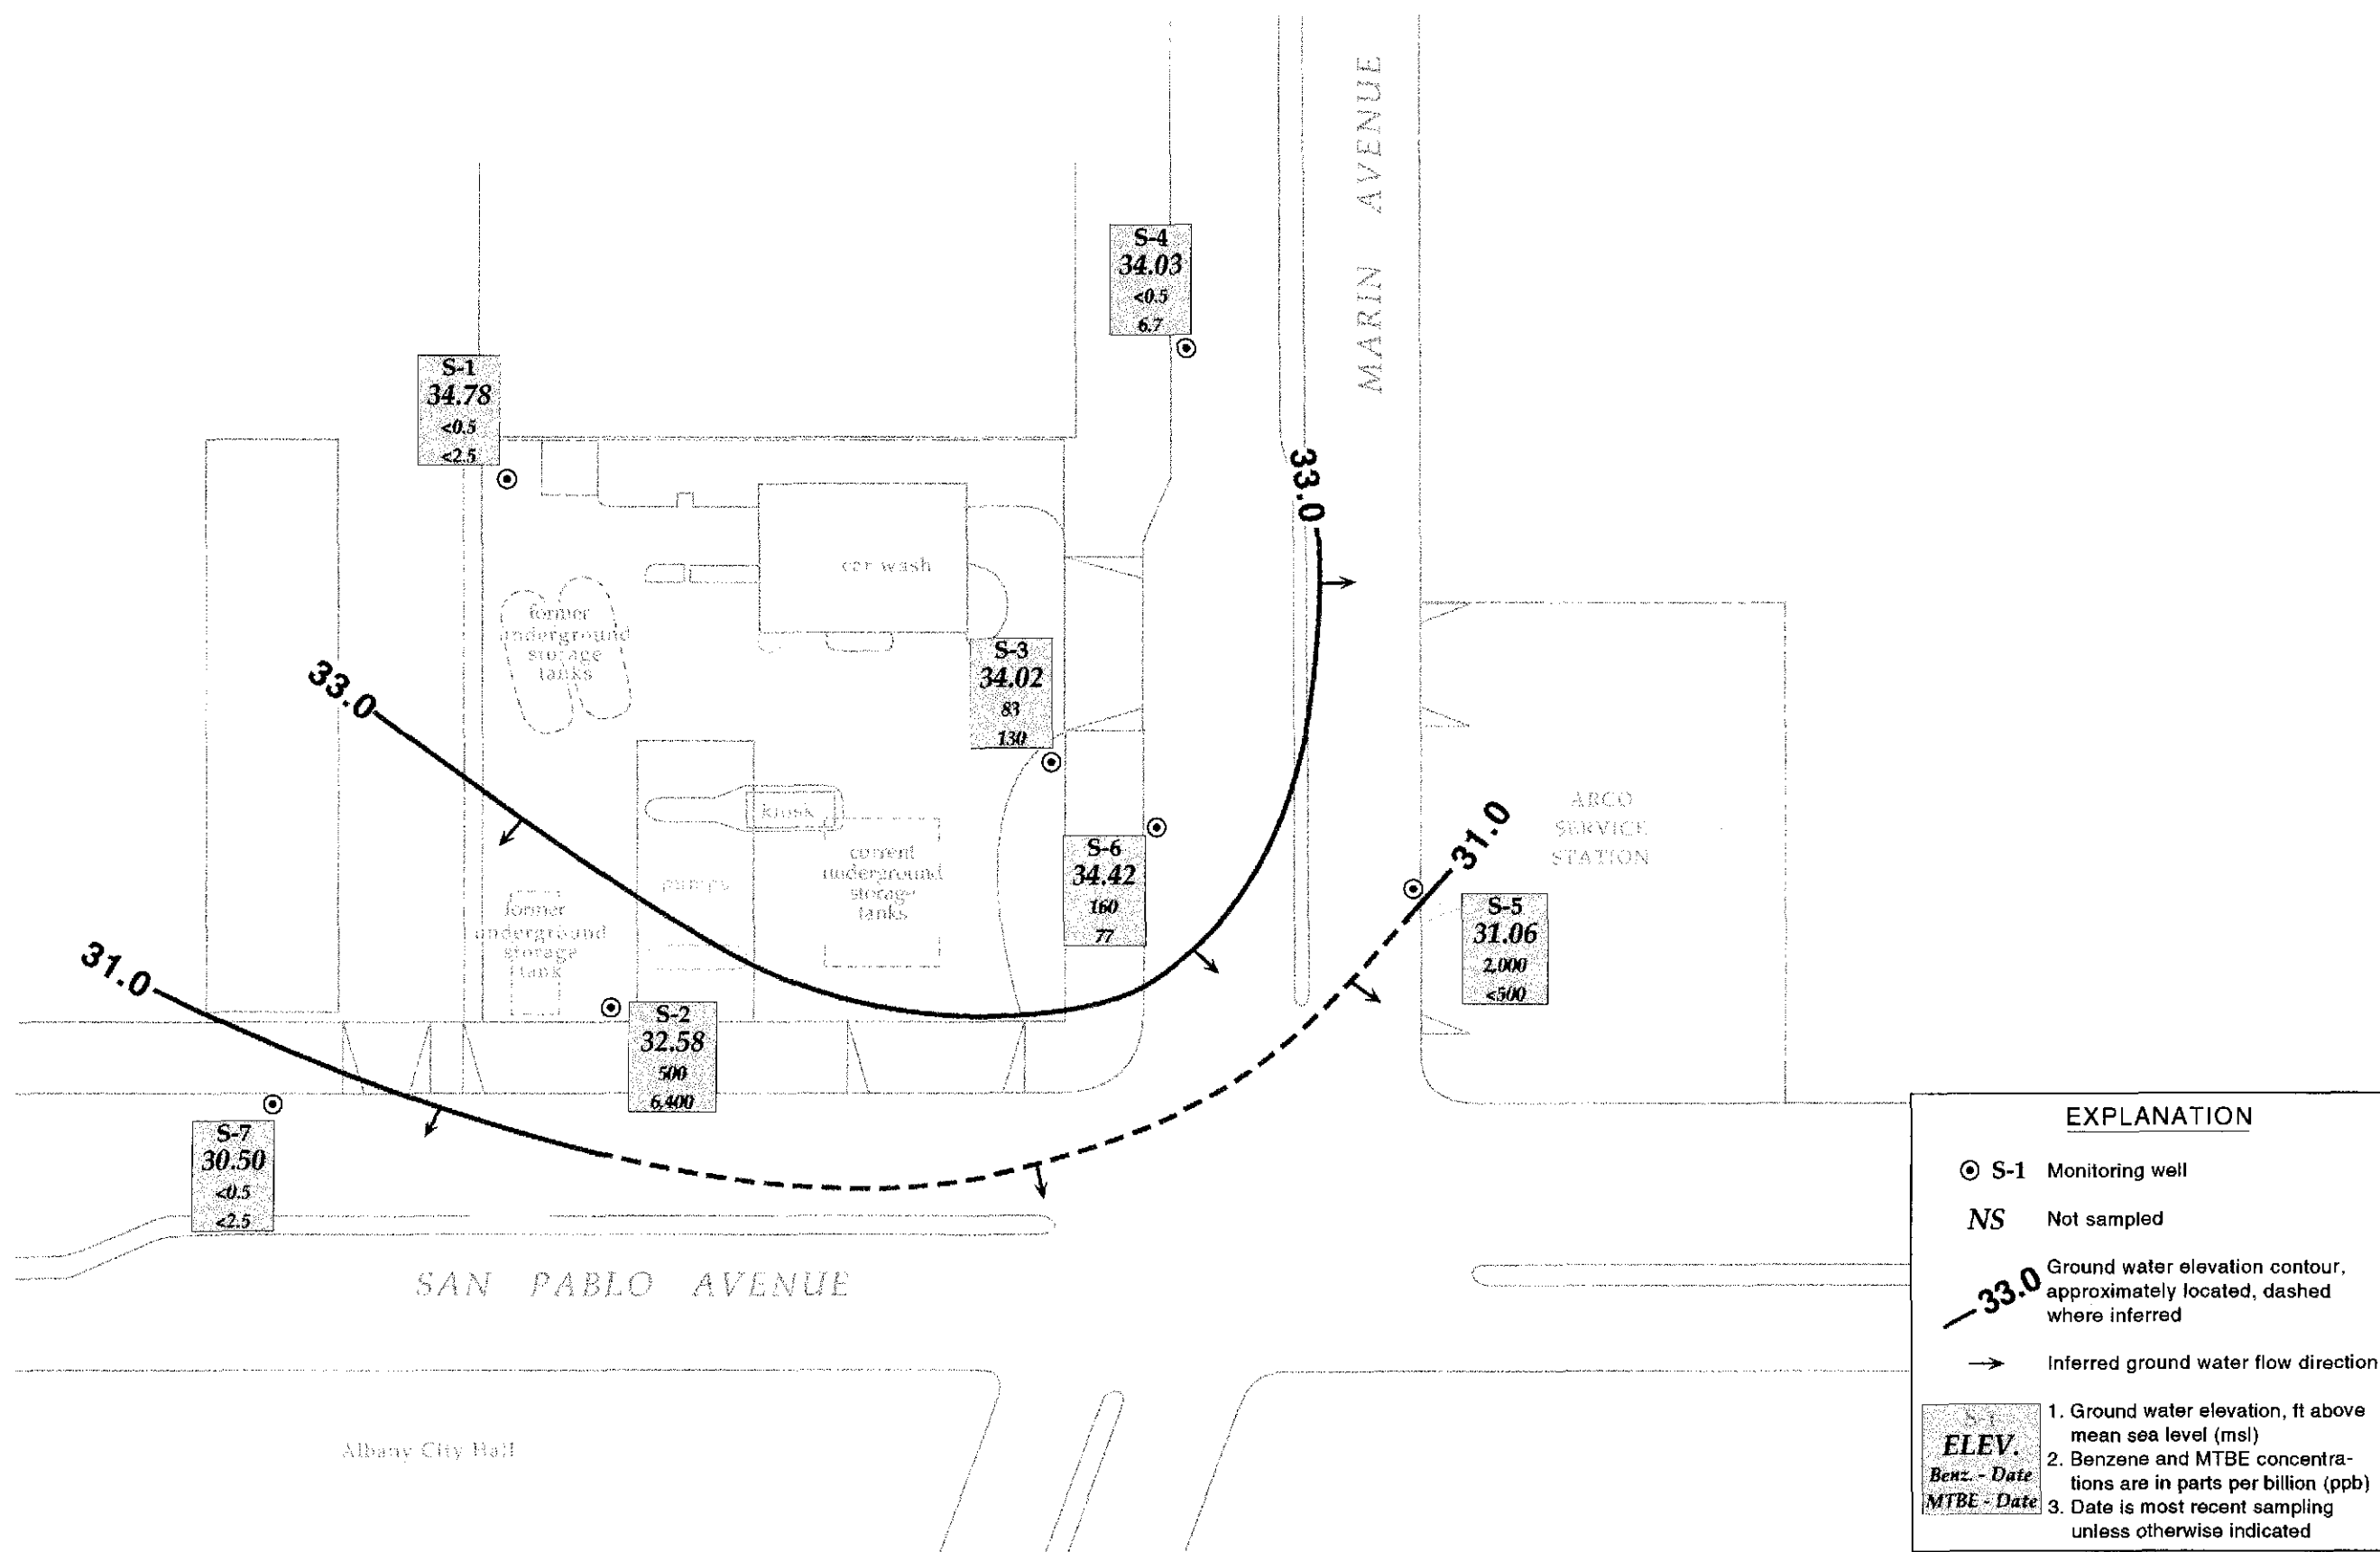 MARIN AVENUE
S-4
34.03
<0.5
6.7
S-1
34.78
<0.5
<2.5
33.0
car wash
former
underground
storage
tanks
S-3
34.02
83
130
33.0
kiosk
pumps
current
underground
storage
tanks
S-6
34.42
160
77
ARCO
SERVICE
STATION
31.0
S-5
31.06
2,000
<500
former
underground
storage
tank
31.0
S-2
32.58
500
6,400
S-7
30.50
<0.5
<2.5
SAN PABLO AVENUE
Albany City Hall
EXPLANATION
S-1 Monitoring well
NS Not sampled
33.0 Ground water elevation contour,
approximately located, dashed
where inferred
Inferred ground water flow direction
S-1
ELEV.
Benz. - Date
MTBE - Date
1. Ground water elevation, ft above
mean sea level (msl)
2. Benzene and MTBE concentra-
tions are in parts per billion (ppb)
3. Date is most recent sampling
unless otherwise indicated